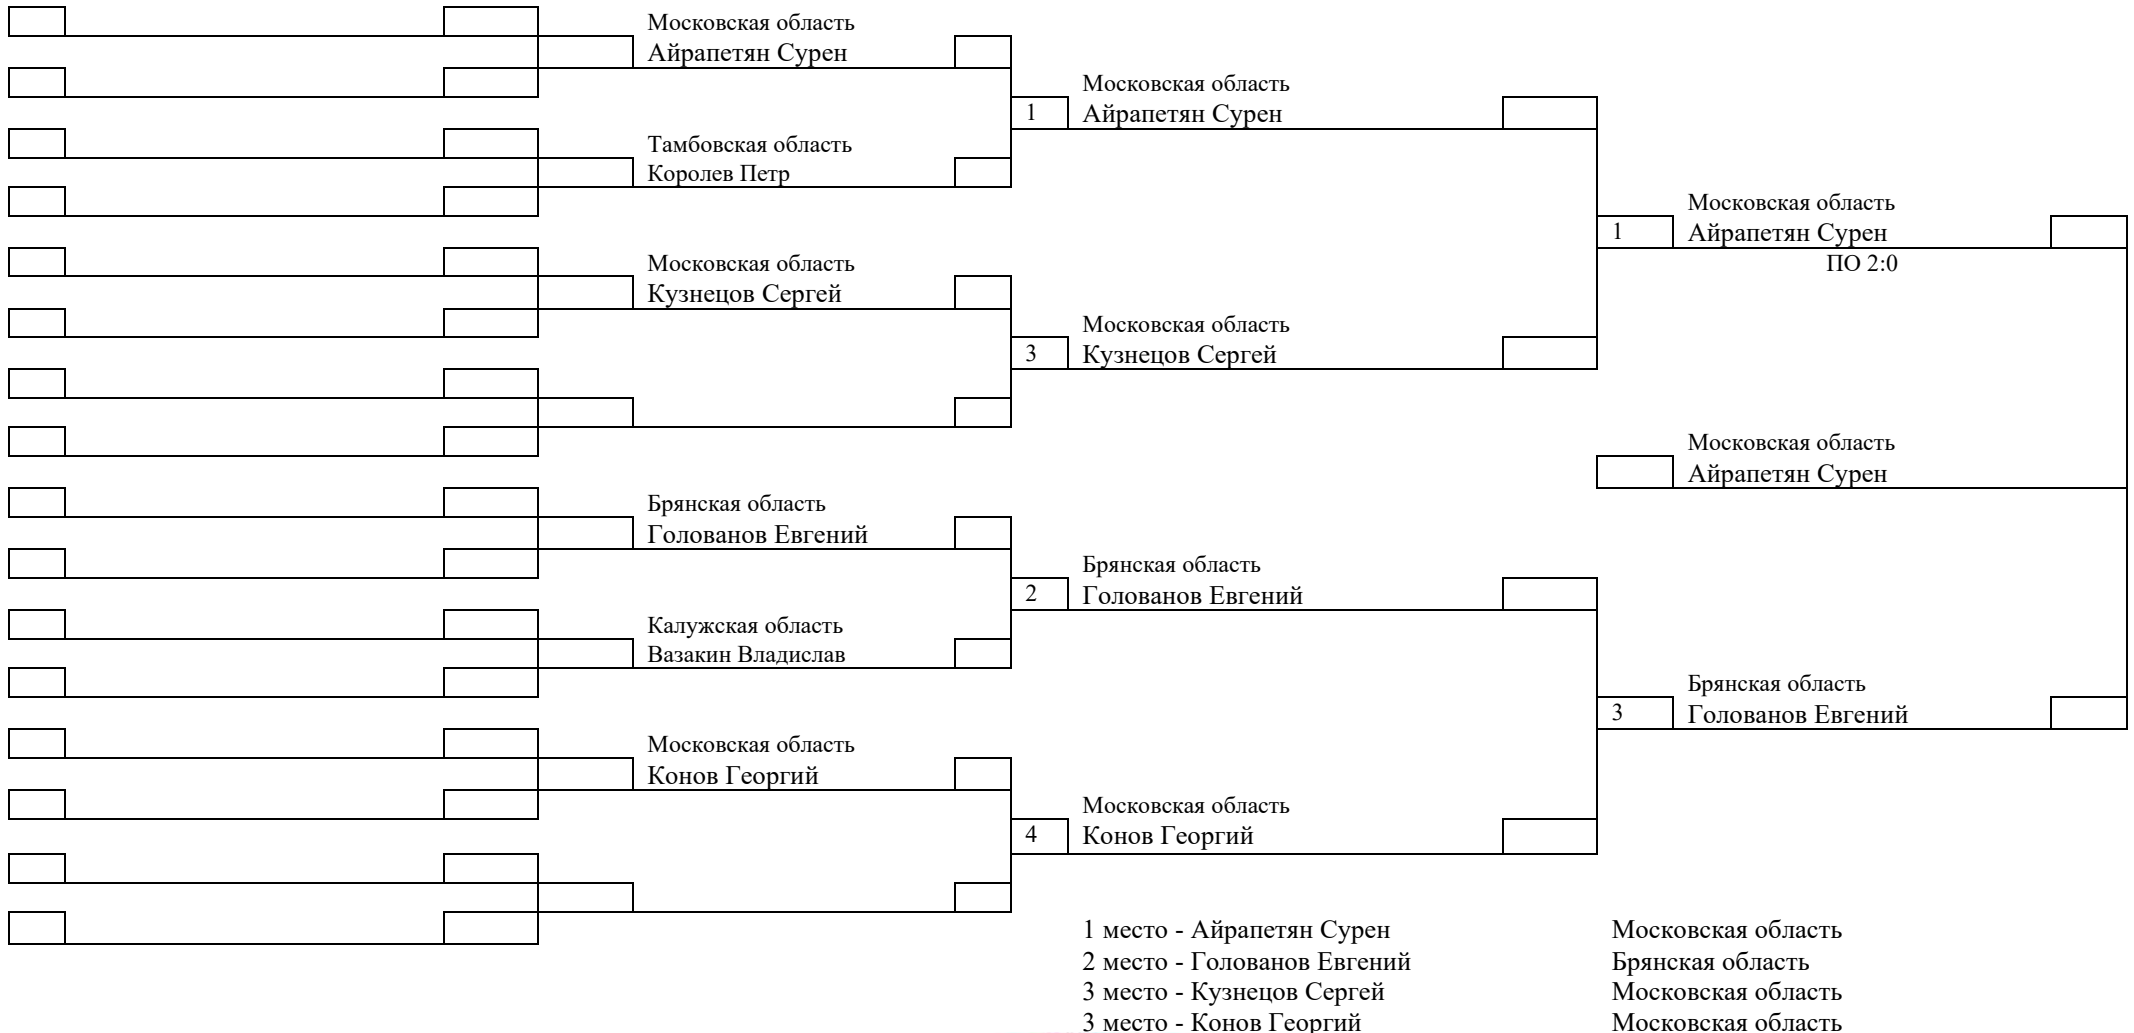 Московская область
Айрапетян Сурен
Московская область
1 Айрапетян Сурен
Тамбовская область
Королев Петр
Московская область
1 Айрапетян Сурен
ПО 2:0
Московская область
Кузнецов Сергей
Московская область
3 Кузнецов Сергей
Московская область
Айрапетян Сурен
Брянская область
Голованов Евгений
Брянская область
2 Голованов Евгений
Калужская область
Вазакин Владислав
Брянская область
3 Голованов Евгений
Московская область
Конов Георгий
Московская область
4 Конов Георгий
1 место - Айрапетян Сурен Московская область
2 место - Голованов Евгений Брянская область
3 место - Кузнецов Сергей Московская область
3 место - Конов Георгий Московская область